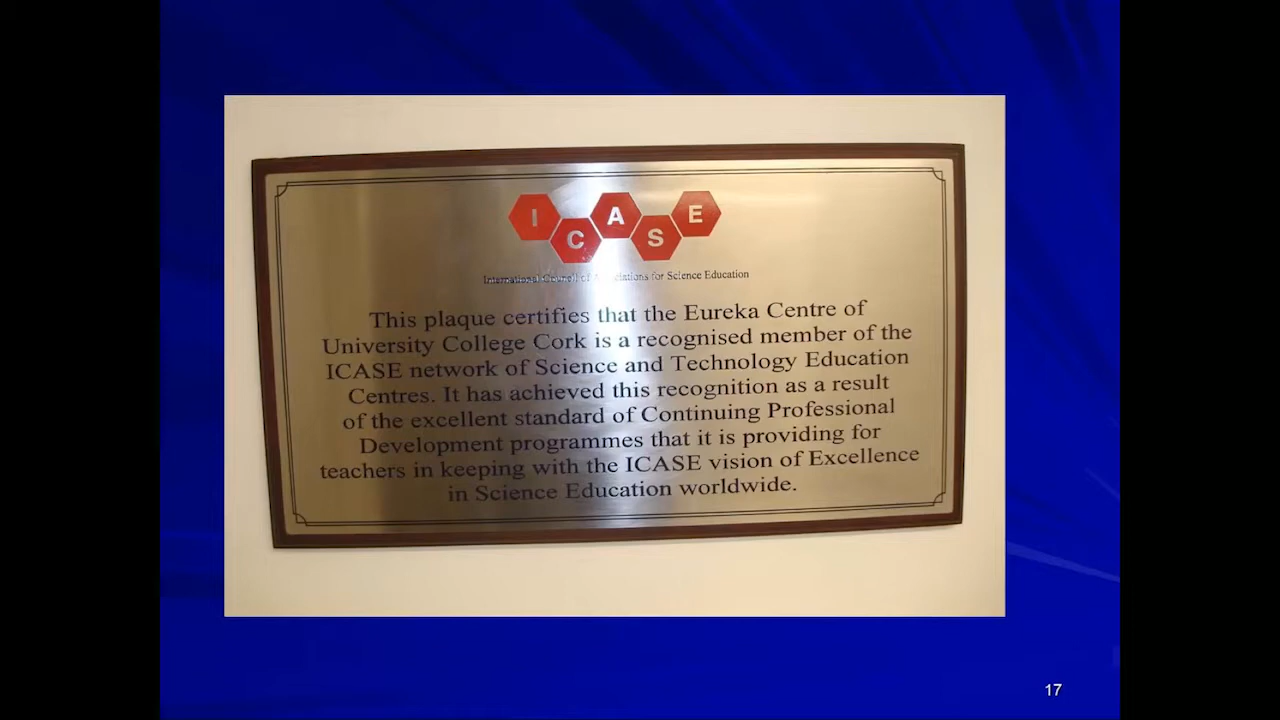 ICASE
International Council of Associations for Science Education
This plaque certifies that the Eureka Centre of
University College Cork is a recognised member of the
ICASE network of Science and Technology Education
Centres. It has achieved this recognition as a result
of the excellent standard of Continuing Professional
Development programmes that it is providing for
teachers in keeping with the ICASE vision of Excellence
in Science Education worldwide.
17